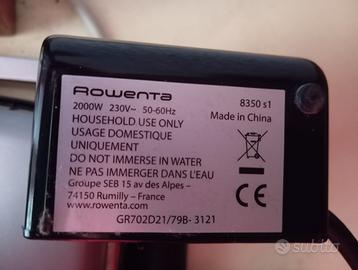 Rowenta
8350 s1
2000W 230V~ 50-60Hz
Made in China
HOUSEHOLD USE ONLY
USAGE DOMESTIQUE
UNIQUEMENT
DO NOT IMMERSE IN WATER
NE PAS IMMERGER DANS L'EAU
Groupe SEB 15 av des Alpes –
74150 Rumilly – France
www.rowenta.com
CE
GR702D21/79B- 3121
subito